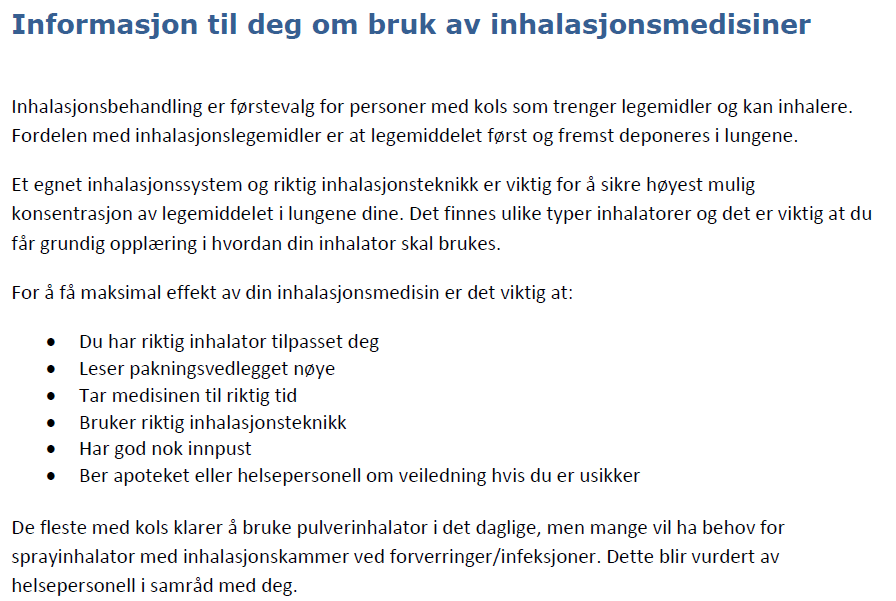 Informasjon til deg om bruk av inhalasjonsmedisiner
Inhalasjonsbehandling er førstevalg for personer med kols som trenger legemidler og kan inhalere.
Fordelen med inhalasjonslegemidler er at legemiddelet først og fremst deponeres i lungene.
Et egnet inhalasjonssystem og riktig inhalasjonsteknikk er viktig for å sikre høyest mulig
konsentrasjon av legemiddelet i lungene dine. Det finnes ulike typer inhalatorer og det er viktig at du
får grundig opplæring i hvordan din inhalator skal brukes.
For å få maksimal effekt av din inhalasjonsmedisin er det viktig at:
• Du har riktig inhalator tilpasset deg
• Leser pakningsvedlegget nøye
• Tar medisinen til riktig tid
• Bruker riktig inhalasjonsteknikk
• Har god nok innpust
• Ber apoteket eller helsepersonell om veiledning hvis du er usikker
De fleste med kols klarer å bruke pulverinhalator i det daglige, men mange vil ha behov for
sprayinhalator med inhalasjonskammer ved forverringer/infeksjoner. Dette blir vurdert av
helsepersonell i samråd med deg.